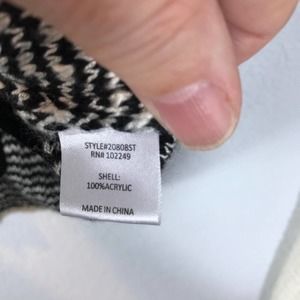 STYLE#20808ST
RN# 102249
SHELL:
100%ACRYLIC
MADE IN CHINA